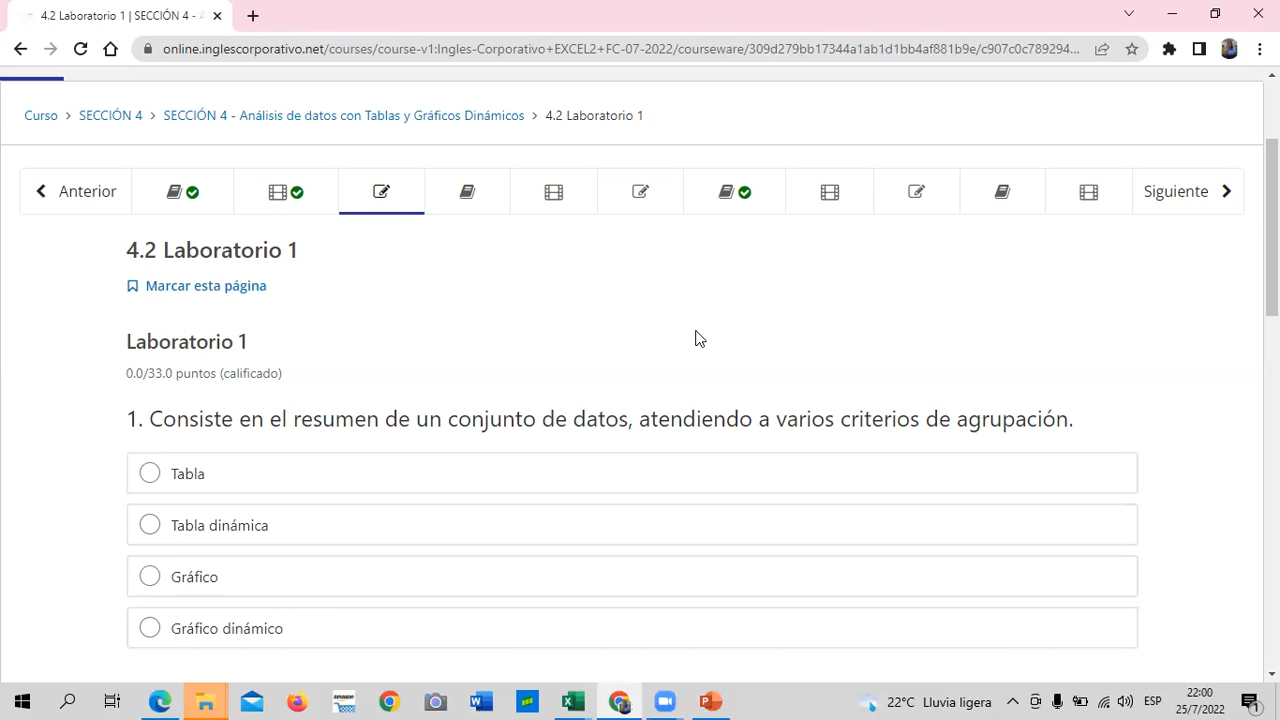 4.2 Laboratorio 1 | SECCIÓN 4 - A
online.inglescorporativo.net/courses/course-v1:Ingles-Corporativo+EXCEL2+FC-07-2022/courseware/309d279bb17344a1ab1d1bb4af881b9e/c907c0c789294...
Curso > SECCIÓN 4 > SECCIÓN 4 - Análisis de datos con Tablas y Gráficos Dinámicos > 4.2 Laboratorio 1
Anterior
Siguiente
4.2 Laboratorio 1
Marcar esta página
Laboratorio 1
0.0/33.0 puntos (calificado)
1. Consiste en el resumen de un conjunto de datos, atendiendo a varios criterios de agrupación.
Tabla
Tabla dinámica
Gráfico
Gráfico dinámico
22°C Lluvia ligera
ESP
22:00
25/7/2022